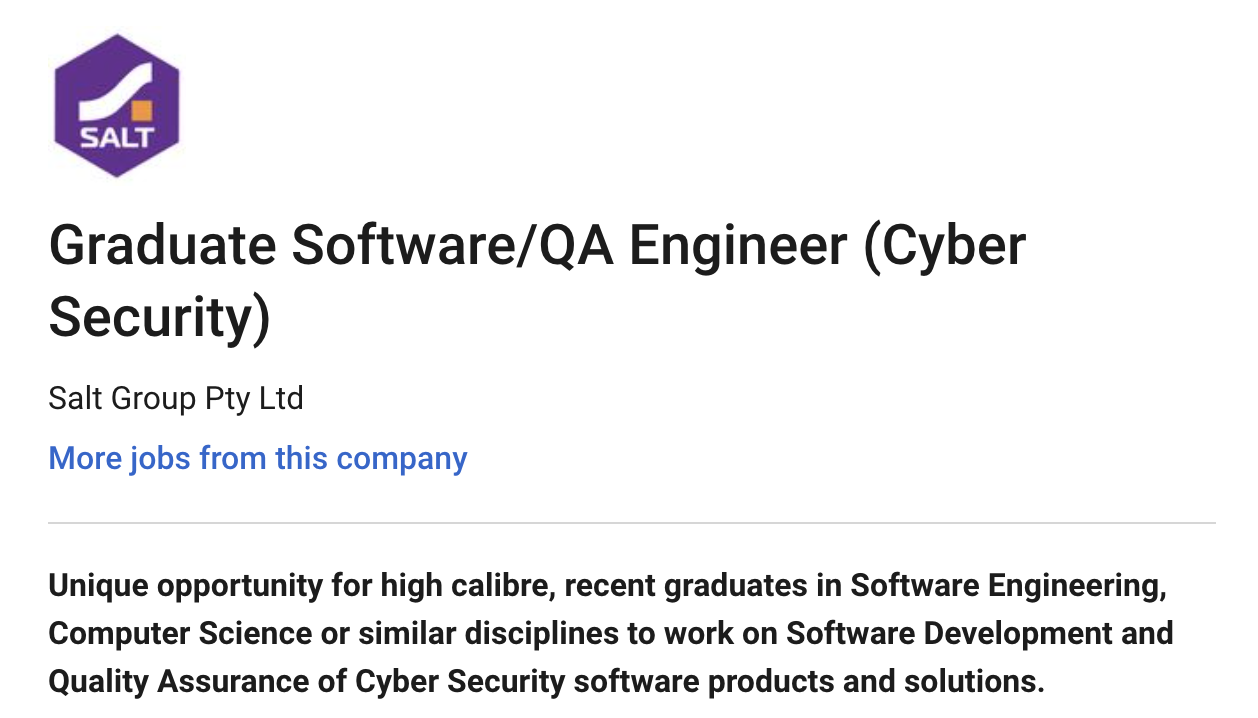 SALT
Graduate Software/QA Engineer (Cyber
Security)
Salt Group Pty Ltd
More jobs from this company
Unique opportunity for high calibre, recent graduates in Software Engineering,
Computer Science or similar disciplines to work on Software Development and
Quality Assurance of Cyber Security software products and solutions.